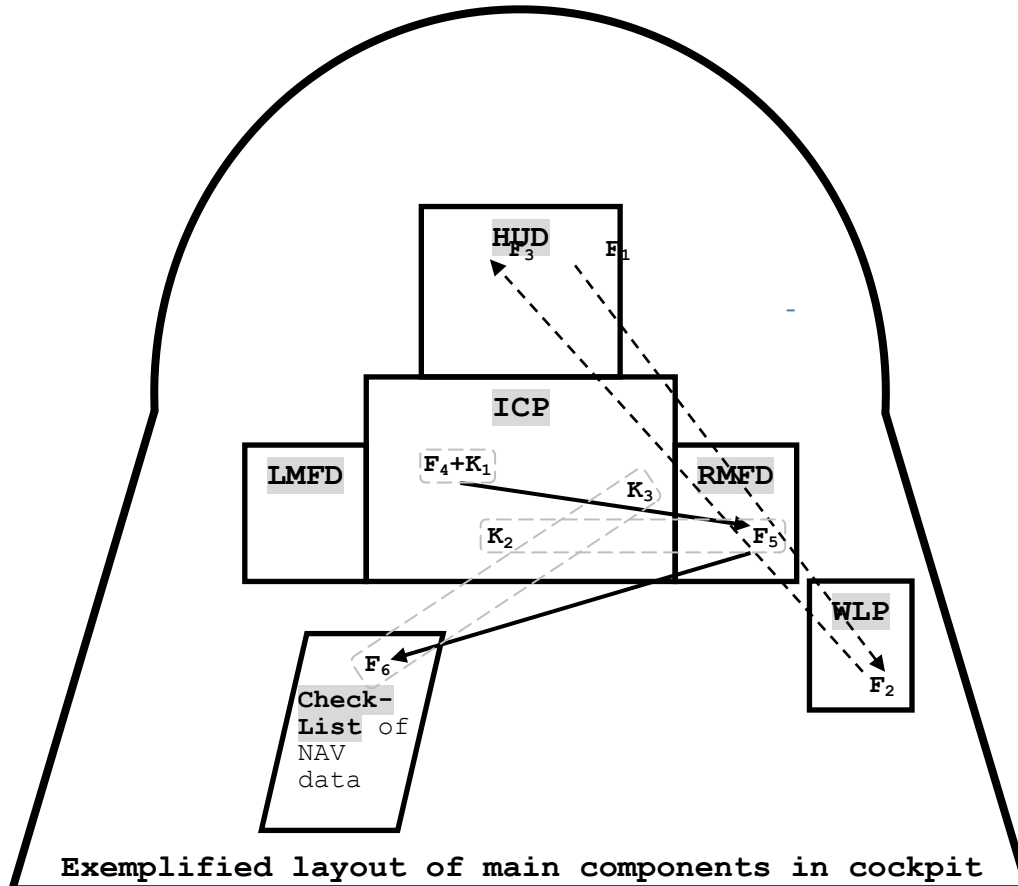 HUD
F₃
F₁
ICP
LMFD
F₄+K₁
RMFD
K₃
K₂
F₅
WLP
F₂
F₆
Check-
List of
NAV
data
Exemplified layout of main components in cockpit